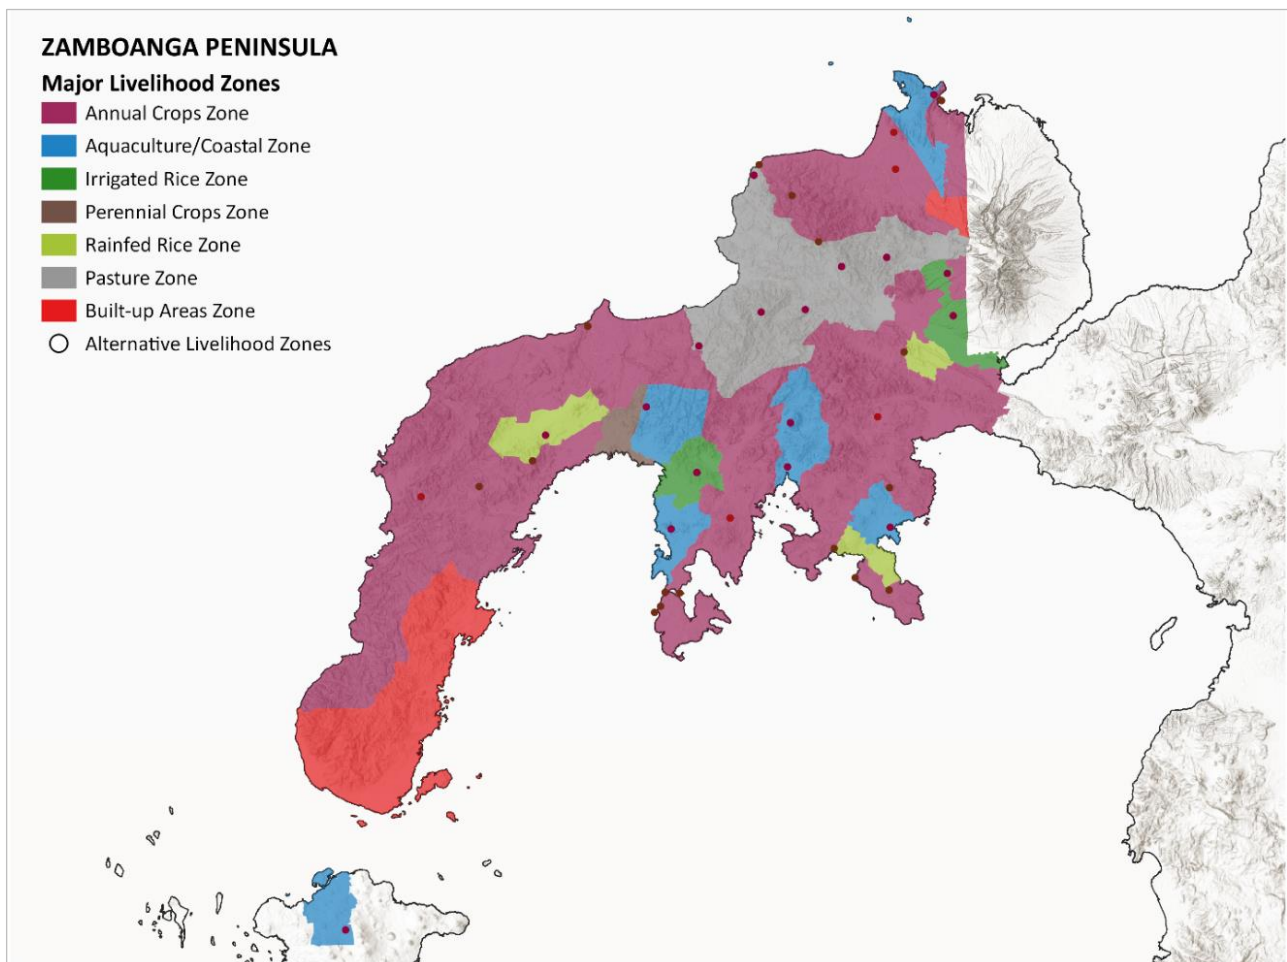 ZAMBOANGA PENINSULA
Major Livelihood Zones
Annual Crops Zone
Aquaculture/Coastal Zone
Irrigated Rice Zone
Perennial Crops Zone
Rainfed Rice Zone
Pasture Zone
Built-up Areas Zone
Alternative Livelihood Zones